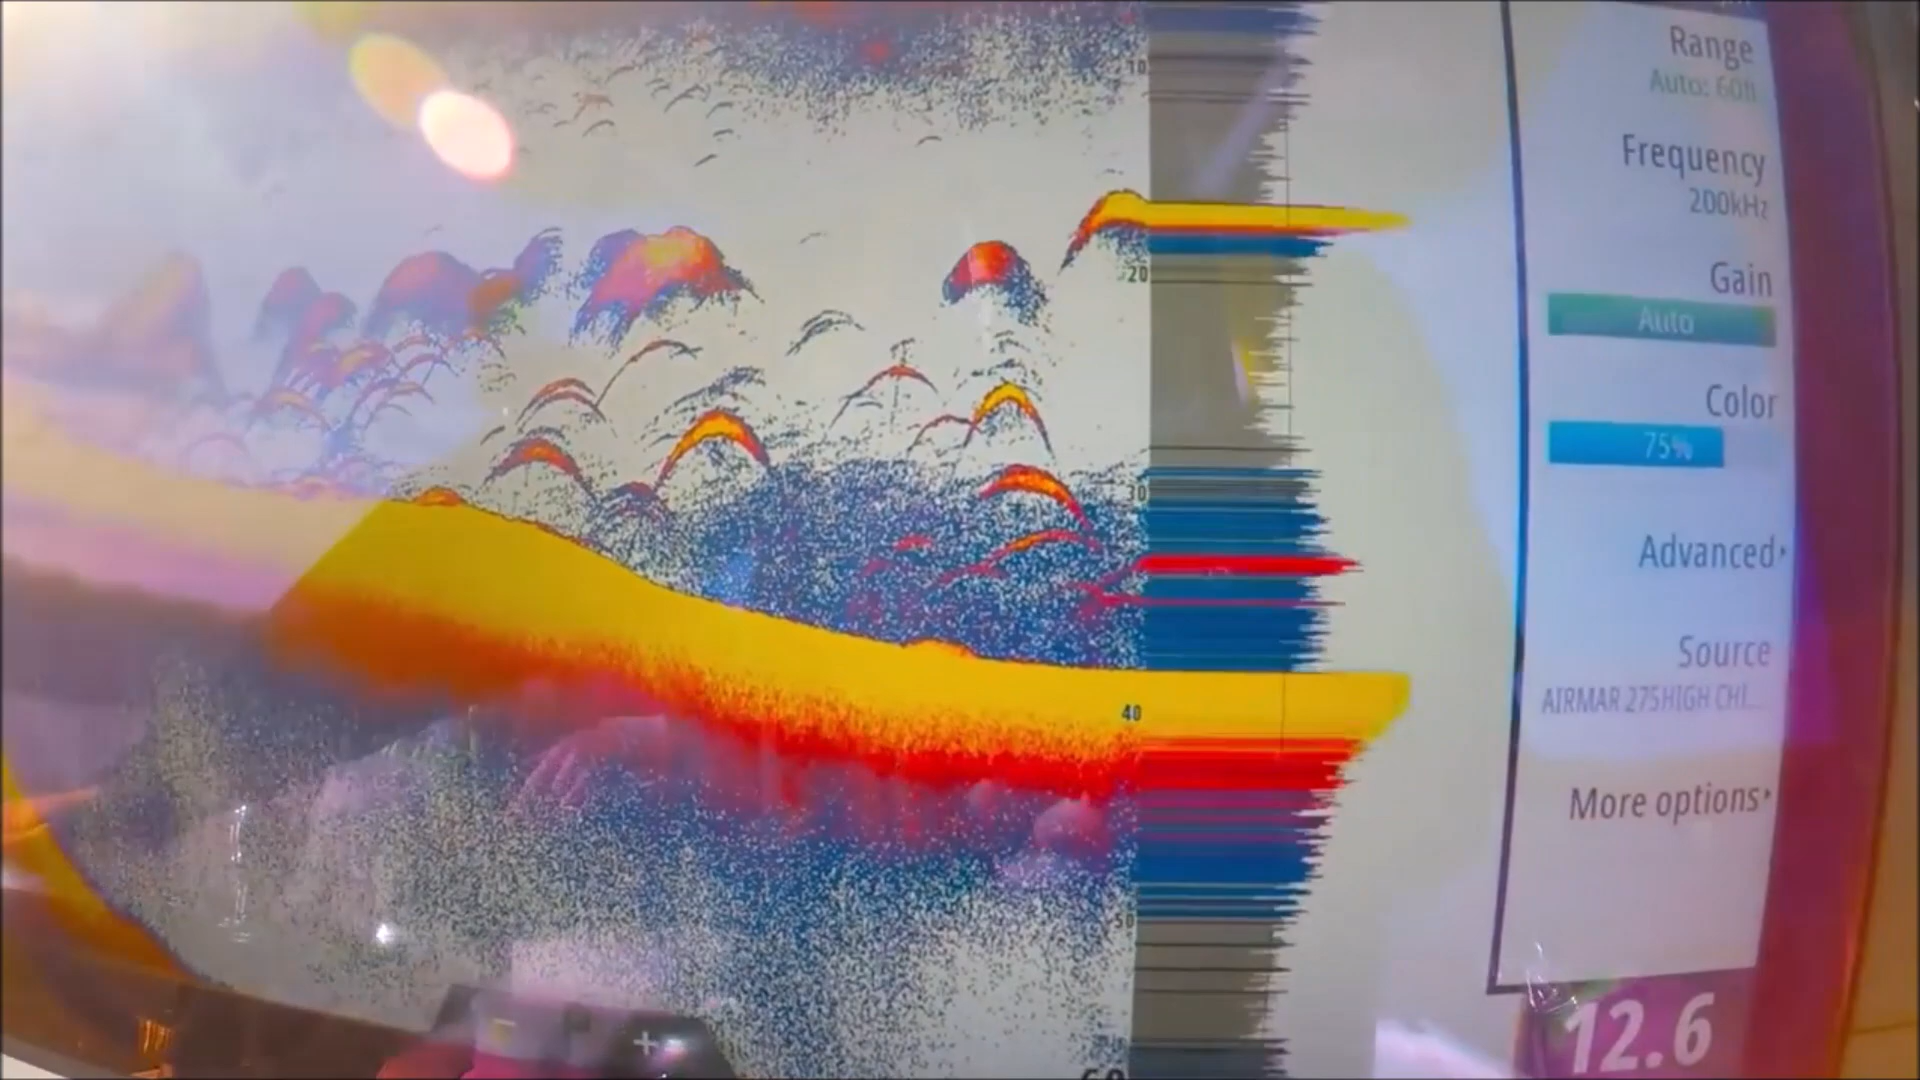 10
20
30
40
50
60
Range
Auto: 60ft
Frequency
200kHz
Gain
Auto
Color
75%
Advanced
Source
AIRMAR 275HIGH CHI...
More options
12.6